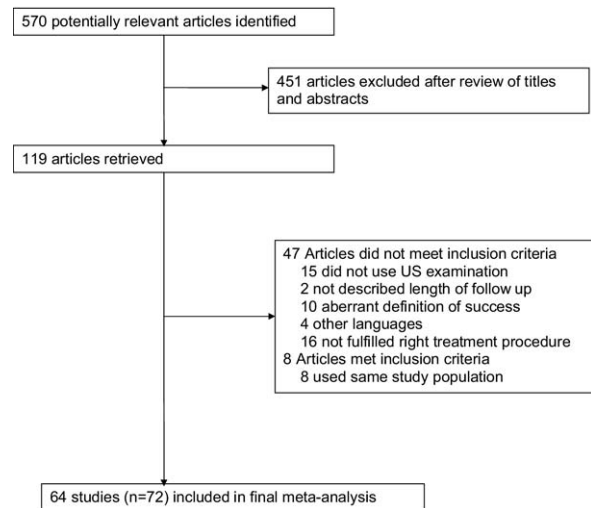 570 potentially relevant articles identified
451 articles excluded after review of titles
and abstracts
119 articles retrieved
47 Articles did not meet inclusion criteria
15 did not use US examination
2 not described length of follow up
10 aberrant definition of success
4 other languages
16 not fulfilled right treatment procedure
8 Articles met inclusion criteria
8 used same study population
64 studies (n=72) included in final meta-analysis